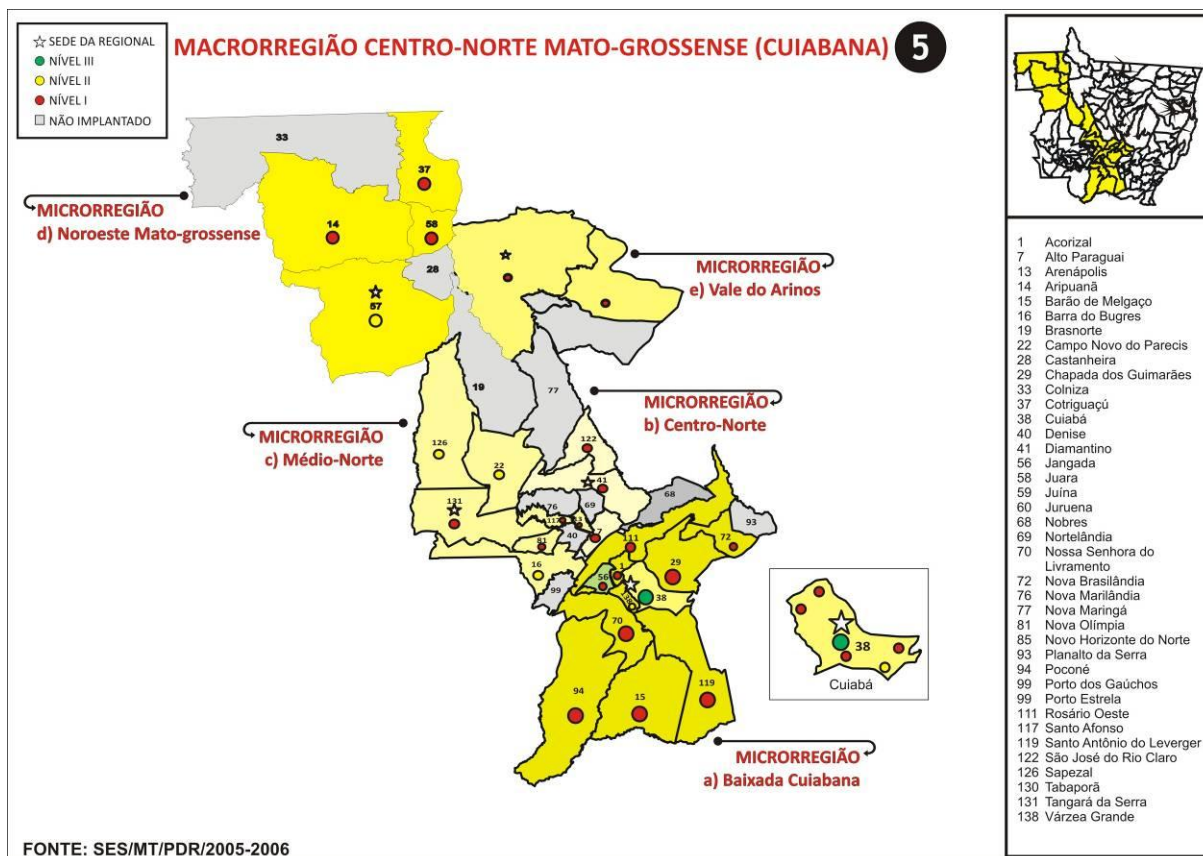 MACRORREGIÃO CENTRO-NORTE MATO-GROSSENSE (CUIABANA) 5
SEDE DA REGIONAL
NÍVEL III
NÍVEL II
NÍVEL I
NÃO IMPLANTADO
33
37
MICRORREGIÃO
d) Noroeste Mato-grossense
14
58
28
57
MICRORREGIÃO
e) Vale do Arinos
19
77
MICRORREGIÃO
b) Centro-Norte
MICRORREGIÃO
c) Médio-Norte
126
22
122
41
131
76
69
68
93
117
40
7
81
111
72
16
99
56
1
29
138
38
70
94
15
119
38
Cuiabá
MICRORREGIÃO
a) Baixada Cuiabana
1 Acorizal
7 Alto Paraguai
13 Arenápolis
14 Aripuanã
15 Barão de Melgaço
16 Barra do Bugres
19 Brasnorte
22 Campo Novo do Parecis
28 Castanheira
29 Chapada dos Guimarães
33 Colniza
37 Cotriguaçú
38 Cuiabá
40 Denise
41 Diamantino
56 Jangada
58 Juara
59 Juína
60 Juruena
68 Nobres
69 Nortelândia
70 Nossa Senhora do
Livramento
72 Nova Brasilândia
76 Nova Marilândia
77 Nova Maringá
81 Nova Olímpia
85 Novo Horizonte do Norte
93 Planalto da Serra
94 Poconé
99 Porto dos Gaúchos
99 Porto Estrela
111 Rosário Oeste
117 Santo Afonso
119 Santo Antônio do Leverger
122 São José do Rio Claro
126 Sapezal
130 Tabaporã
131 Tangará da Serra
138 Várzea Grande
FONTE: SES/MT/PDR/2005-2006